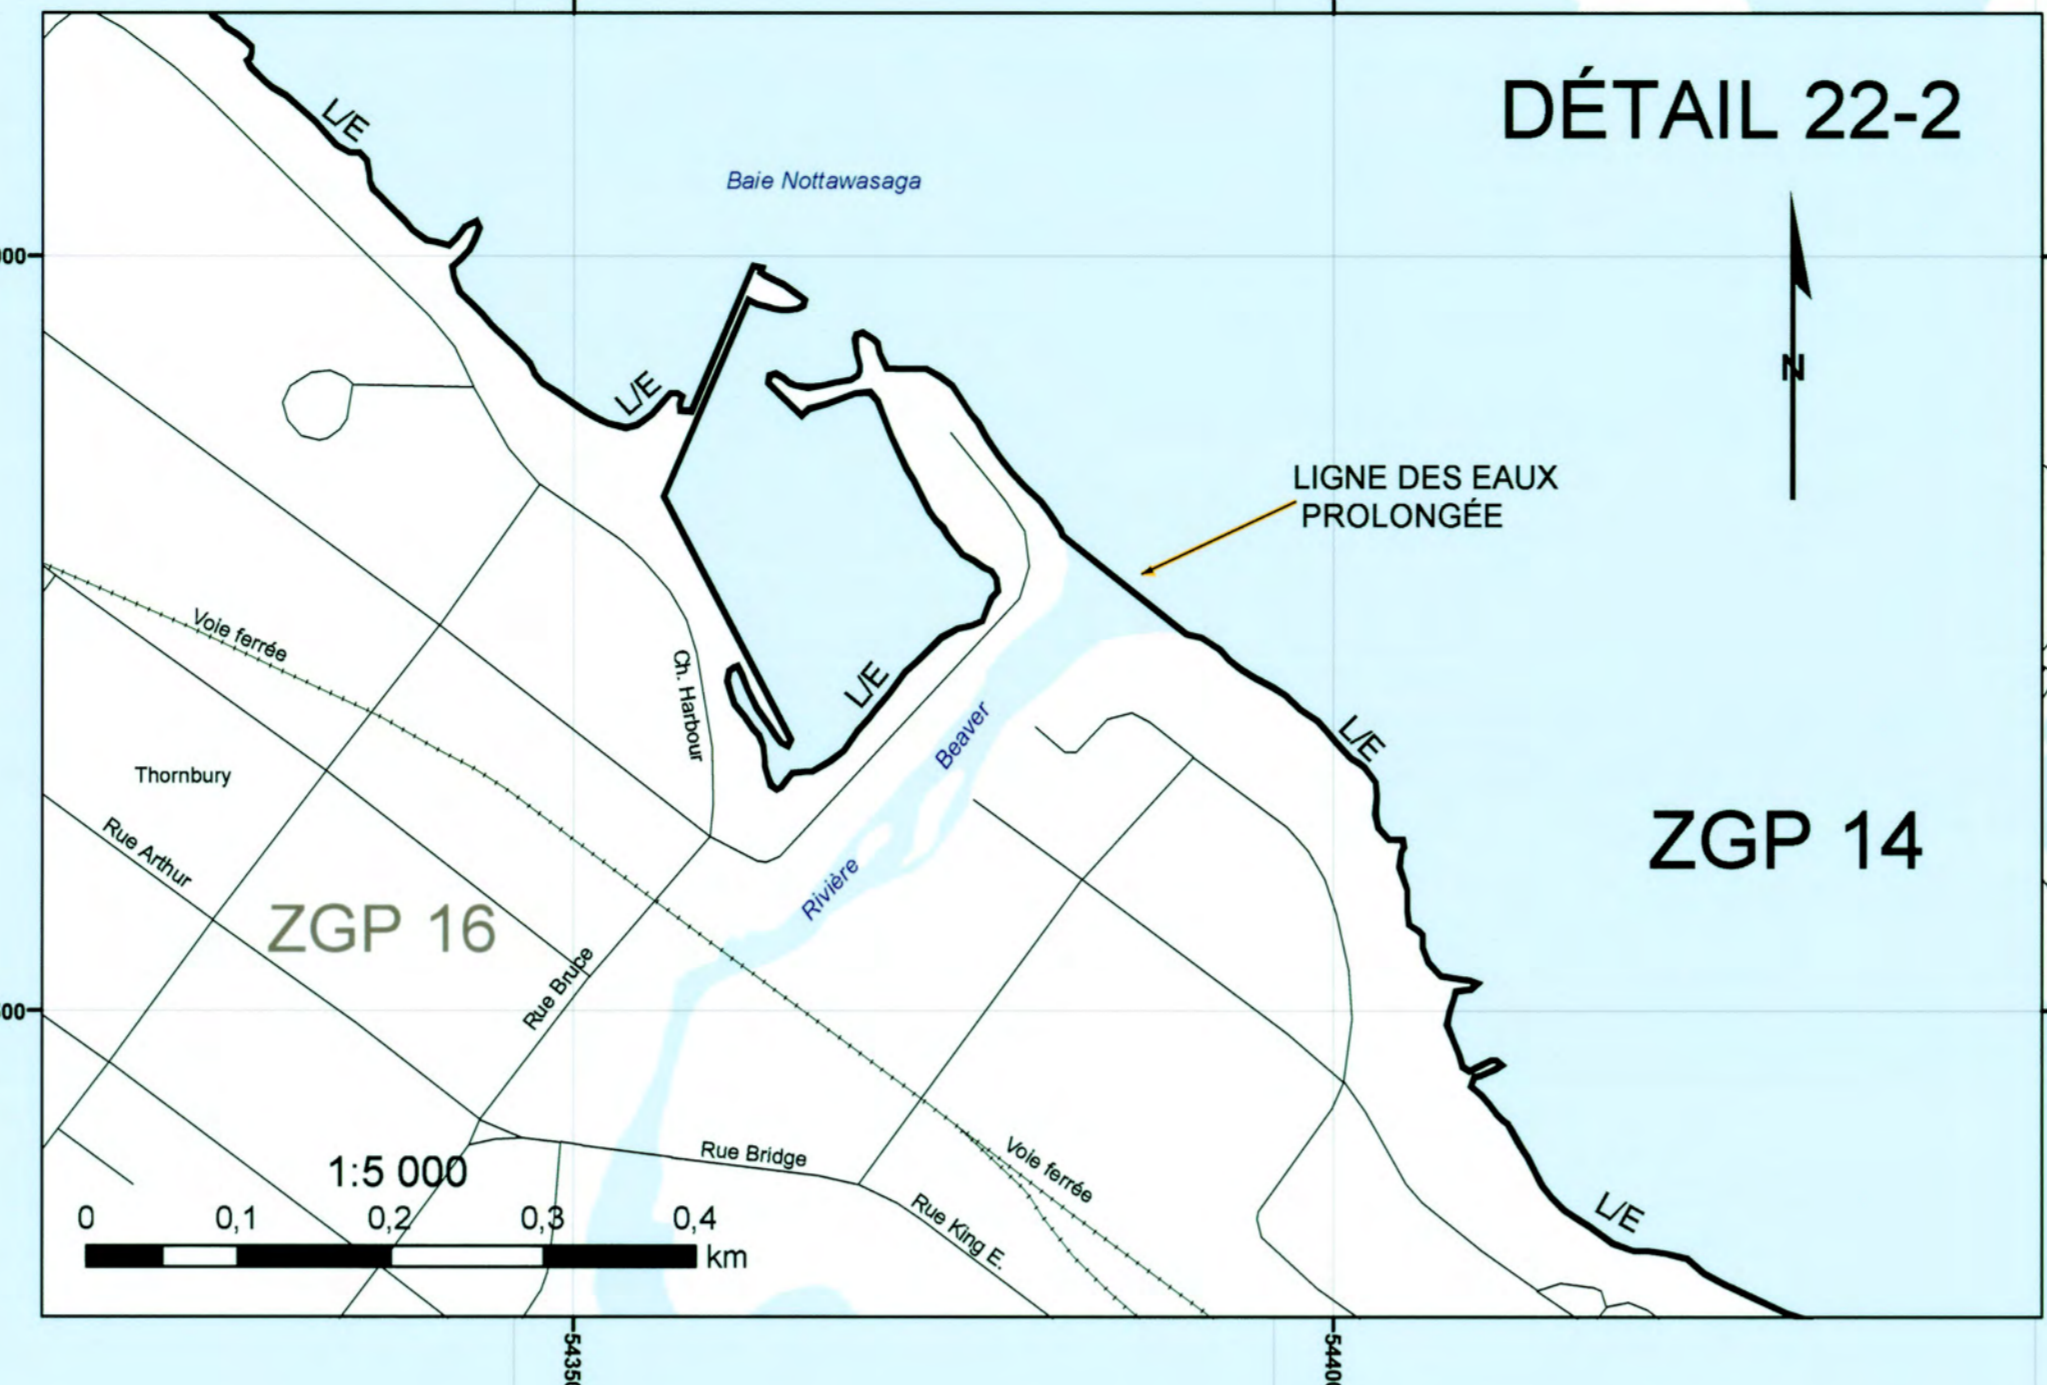 DÉTAIL 22-2
L/E
Baie Nottawasaga
N
L/E
LIGNE DES EAUX
PROLONGÉE
Voie ferrée
Ch. Harbour
L/E
Beaver
L/E
Thornbury
Rue Arthur
Rivière
ZGP 14
ZGP 16
Rue Bruce
Rue Bridge
Voie ferrée
1:5 000
Rue King E.
L/E
0 0,1 0,2 0,3 0,4
km